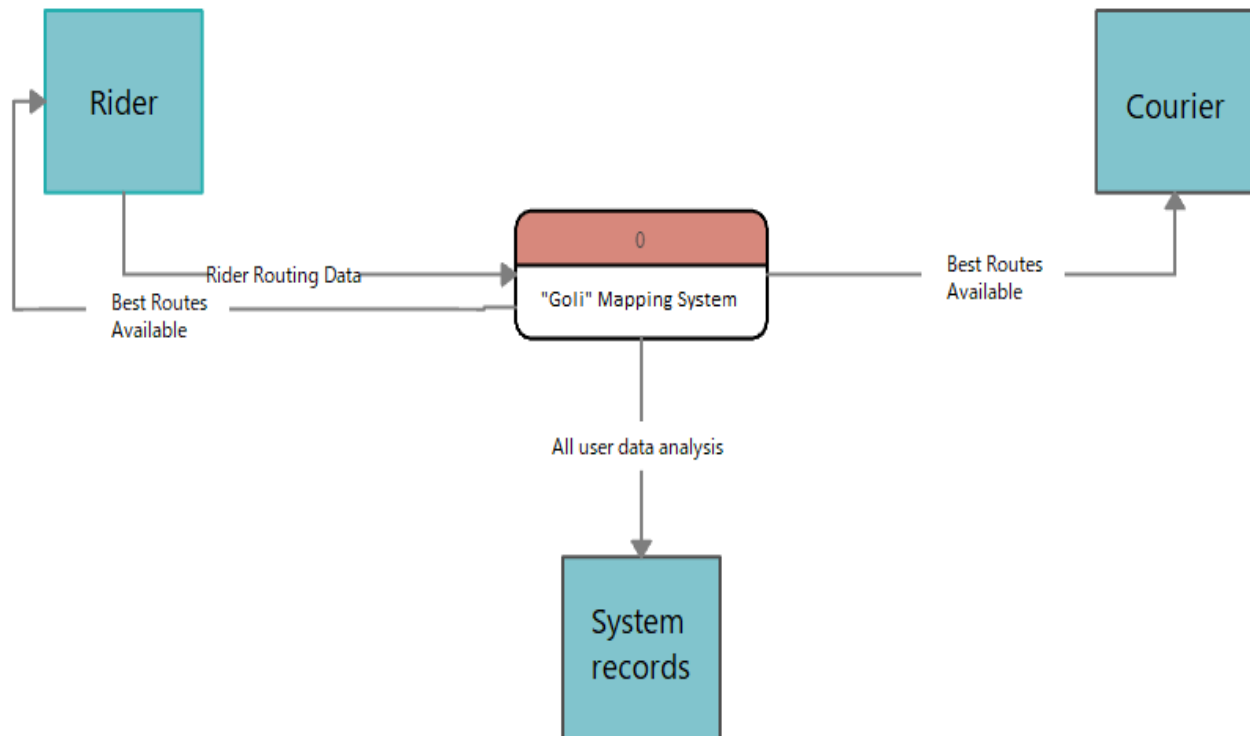 Rider
Courier
0
"Goli" Mapping System
Rider Routing Data
Best Routes
Available
Best Routes
Available
All user data analysis
System
records